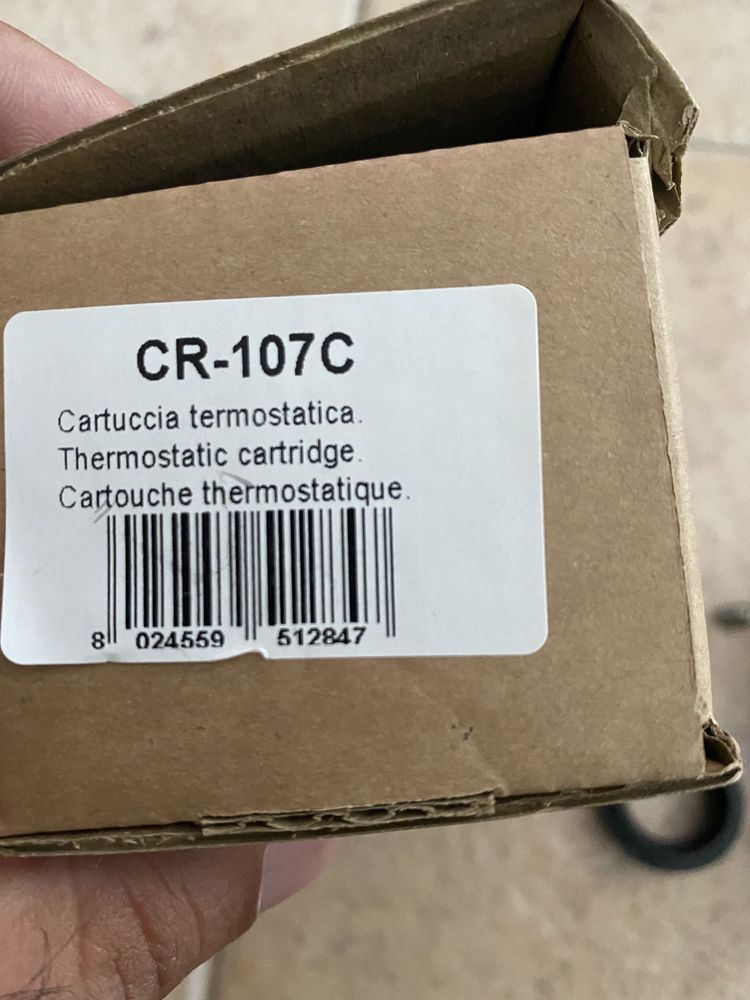 CR-107C
Cartuccia termostatica.
Thermostatic cartridge.
Cartouche thermostatique.
8 024559 512847